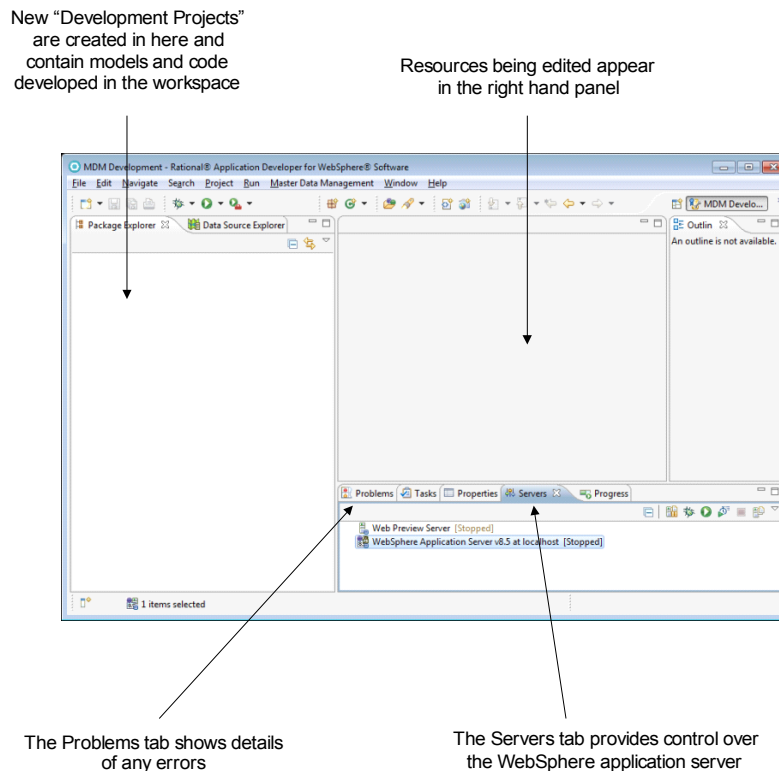 New “Development Projects”
are created in here and
contain models and code
developed in the workspace
Resources being edited appear
in the right hand panel
MDM Development - Rational® Application Developer for WebSphere® Software
File Edit Navigate Search Project Run Master Data Management Window Help
MDM Develo...
Package Explorer
Data Source Explorer
Outlin
An outline is not available.
Problems Tasks Properties Servers Progress
Web Preview Server [Stopped]
WebSphere Application Server v8.5 at localhost [Stopped]
1 items selected
The Problems tab shows details
of any errors
The Servers tab provides control over
the WebSphere application server